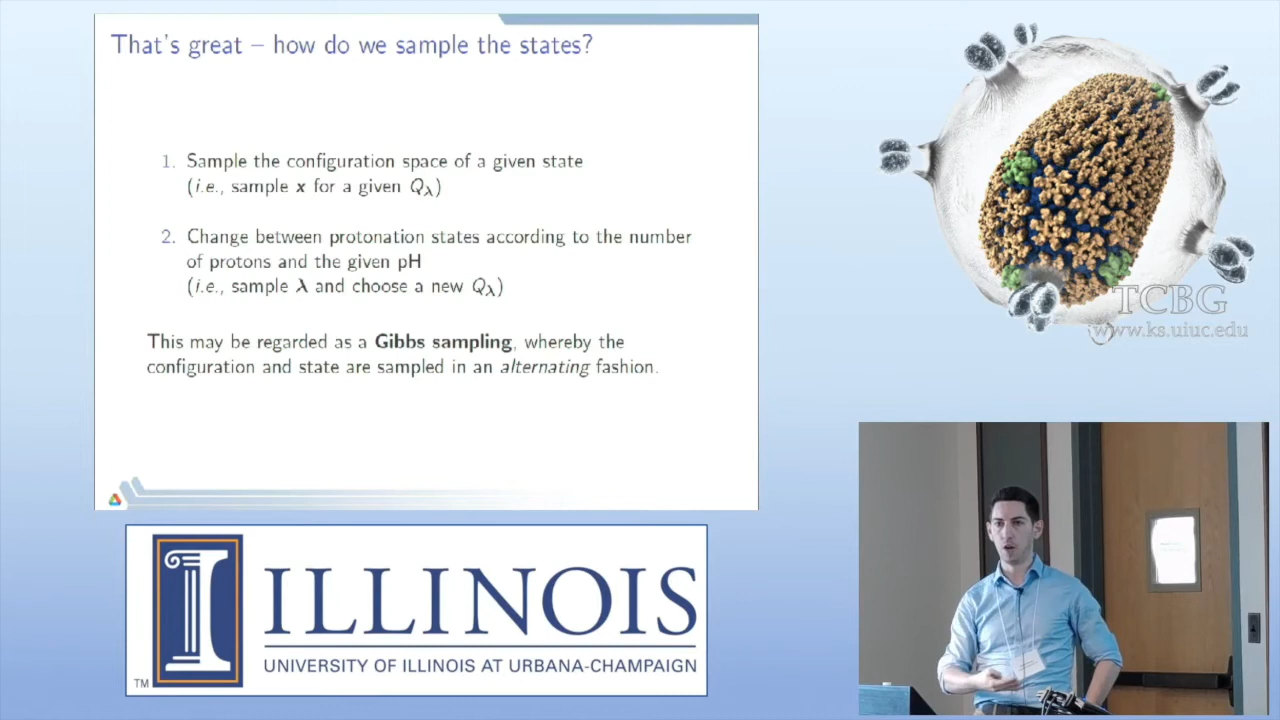 That's great – how do we sample the states?
1. Sample the configuration space of a given state
(i.e., sample x for a given Qλ)
2. Change between protonation states according to the number
of protons and the given pH
(i.e., sample λ and choose a new Qλ)
This may be regarded as a Gibbs sampling, whereby the
configuration and state are sampled in an alternating fashion.
TCBG
www.ks.uiuc.edu
ILLINOIS
UNIVERSITY OF ILLINOIS AT URBANA-CHAMPAIGN
TM